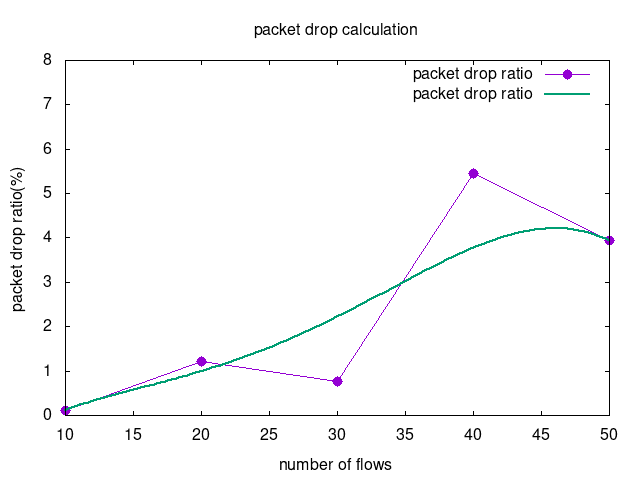 packet drop calculation
8
7
6
5
4
3
2
1
0
packet drop ratio(%)
packet drop ratio
packet drop ratio
10 15 20 25 30 35 40 45 50
number of flows